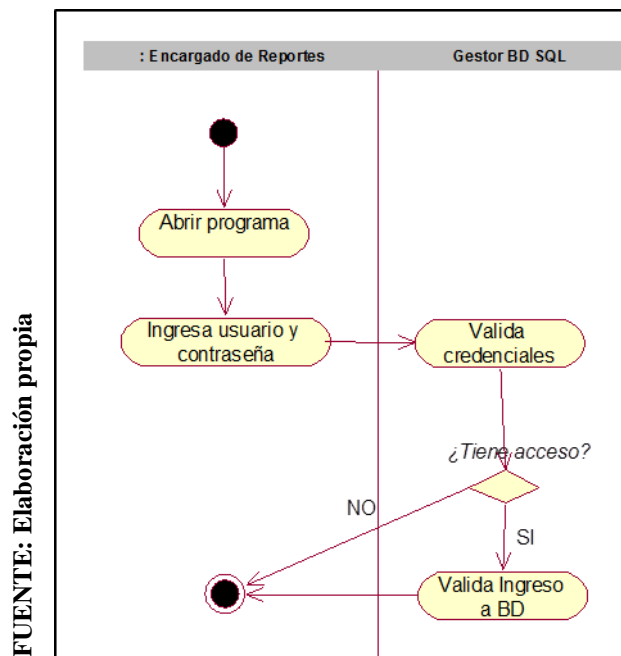 : Encargado de Reportes
Gestor BD SQL
Abrir programa
Ingresa usuario y
contraseña
Valida
credenciales
¿Tiene acceso?
NO
SI
Valida Ingreso
a BD
FUENTE: Elaboración propia